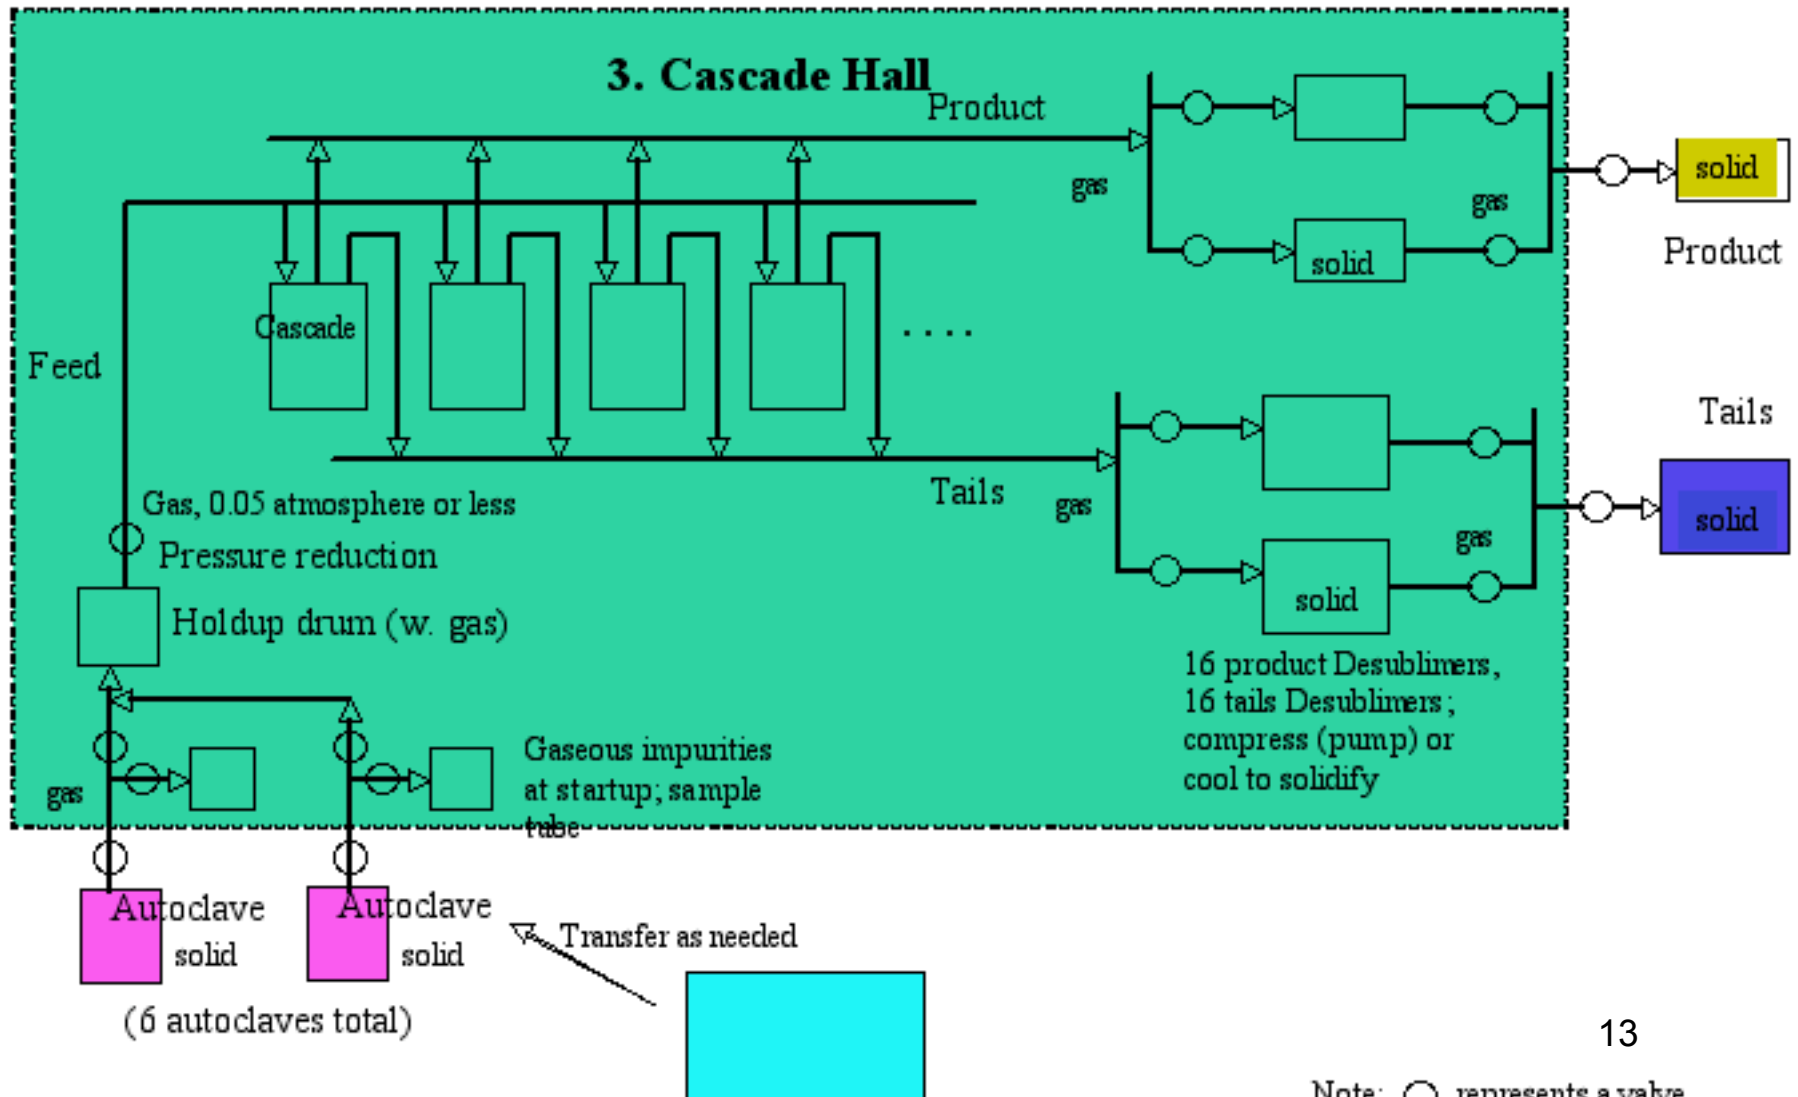 3. Cascade Hall
Product
gas
gas
solid
solid
Product
Cascade
. . . .
Feed
Tails
Tails
gas
gas
solid
solid
Gas, 0.05 atmosphere or less
Pressure reduction
Holdup drum (w. gas)
16 product Desublimers,
16 tails Desublimers;
compress (pump) or
cool to solidify
Gaseous impurities
at startup; sample
tube
gas
Autoclave
solid
Autoclave
solid
Transfer as needed
(6 autoclaves total)
13
Note: represents a valve